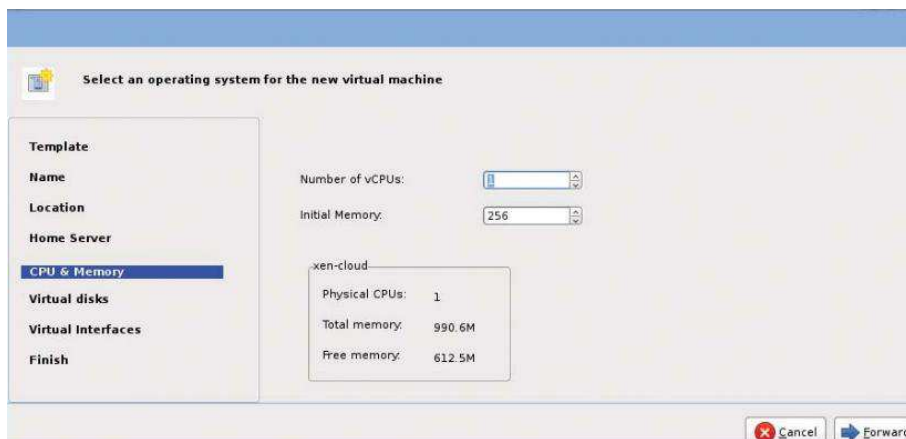 Select an operating system for the new virtual machine
Template
Name
Location
Home Server
CPU & Memory
Virtual disks
Virtual Interfaces
Finish
Number of vCPUs: 1
Initial Memory: 256
xen-cloud
Physical CPUs: 1
Total memory: 990.6M
Free memory: 612.5M
Cancel Forward